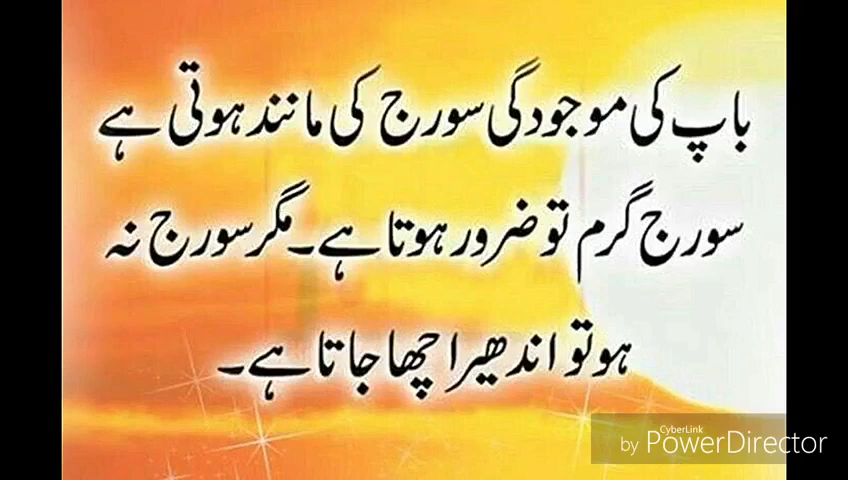 باپ کی موجودگی سورج کی مانند ہوتی ہے
سورج گرم تو ضرور ہوتا ہے۔ مگر سورج نہ
ہو تو اندھیرا چھا جاتا ہے۔
CyberLink
by PowerDirector